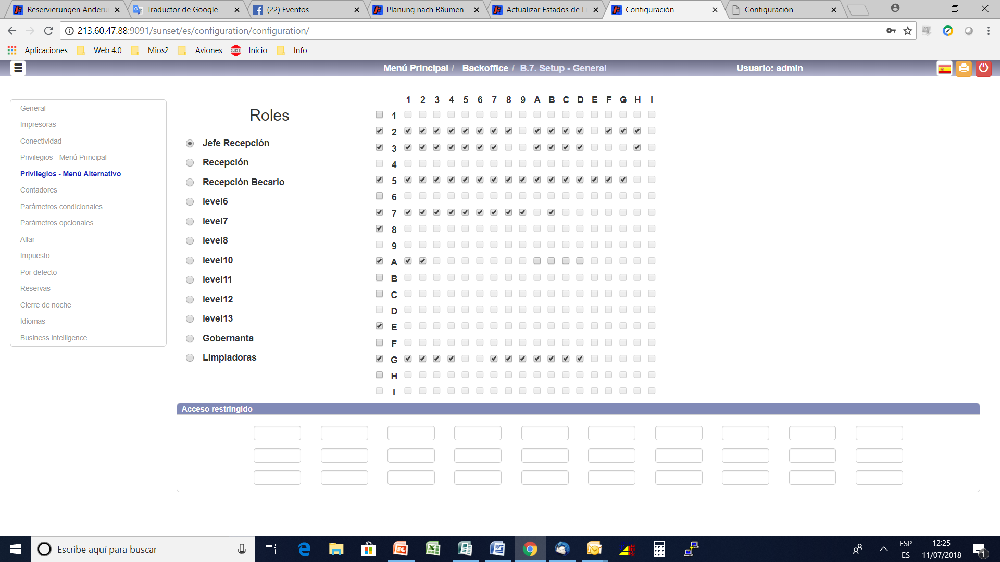 Reservierungen Änderu
Traductor de Google
(22) Eventos
Planung nach Räumen
Actualizar Estados de Li
Configuración
Configuración
213.60.47.88:9091/sunset/es/configuration/configuration/
Aplicaciones
Web 4.0
Mios2
Aviones
CLASSI
Inicio
Info
Menú Principal / Backoffice / B.7. Setup - General
Usuario: admin
General
Impresoras
Conectividad
Privilegios - Menú Principal
Privilegios - Menú Alternativo
Contadores
Parámetros condicionales
Parámetros opcionales
Allar
Impuesto
Por defecto
Reservas
Cierre de noche
Idiomas
Business intelligence
Roles
Jefe Recepción
Recepción
Recepción Becario
level6
level7
level8
level10
level11
level12
level13
Gobernanta
Limpiadoras
1 2 3 4 5 6 7 8 9 A B C D E F G H I
1
2
3
4
5
6
7
8
9
A
B
C
D
E
F
G
H
I
Acceso restringido
Escribe aquí para buscar
ESP
ES
12:25
11/07/2018
1